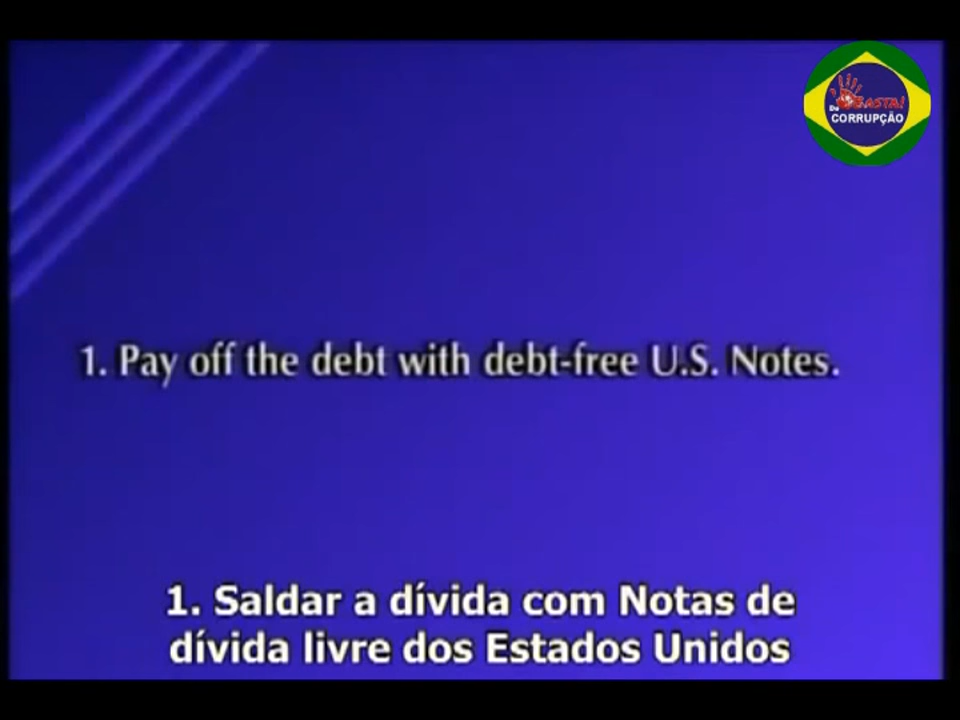 BASTA!
De
CORRUPÇÃO
1. Pay off the debt with debt-free U.S. Notes.
1. Saldar a dívida com Notas de
dívida livre dos Estados Unidos